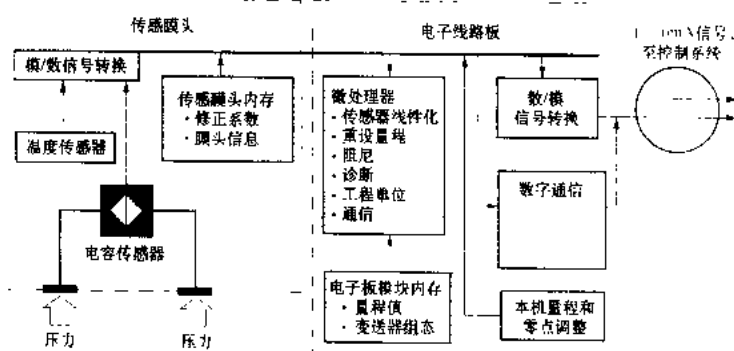 传感膜头
电子线路板
mA信号
至控制系统
模/数信号转换
传感膜头内存
·修正系数
·膜头信息
温度传感器
电容传感器
压力
压力
微处理器
·传感器线性化
·重设量程
·阻尼
·诊断
·工程单位
·通信
数/模
信号转换
数字通信
电子板模块内存
·量程值
·变送器组态
本机量程和
零点调整